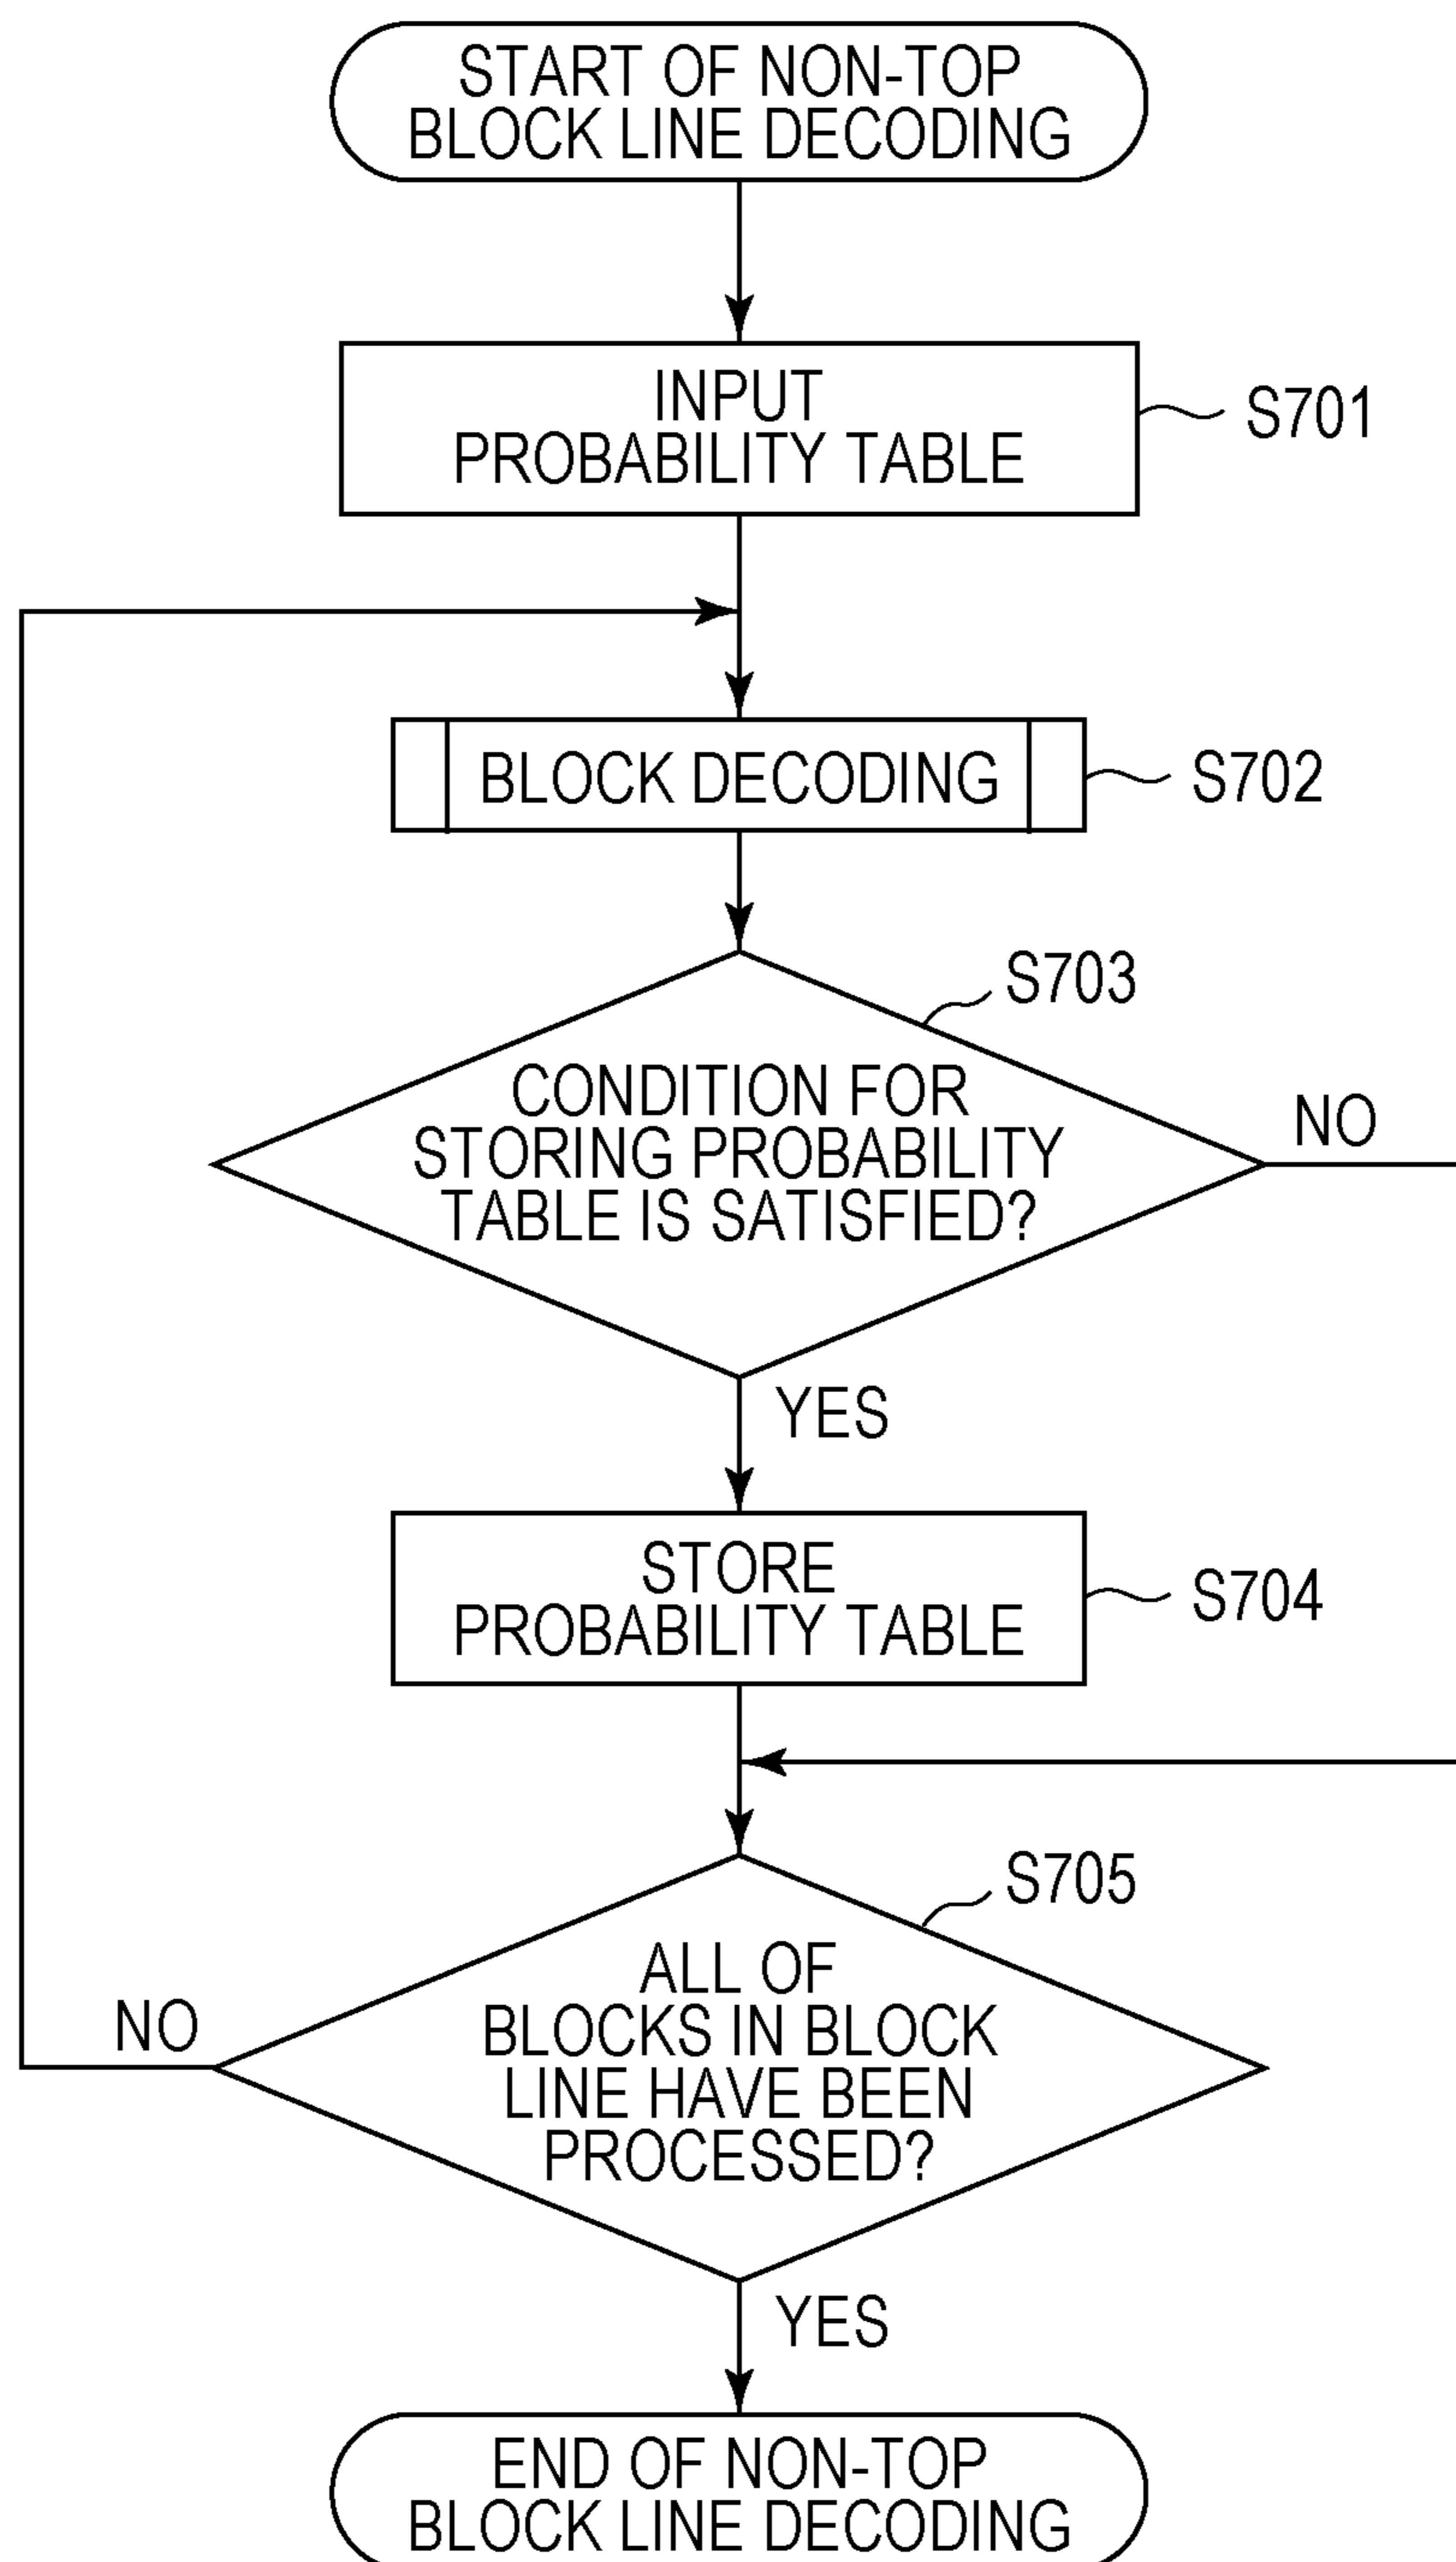 START OF NON-TOP
BLOCK LINE DECODING
INPUT
PROBABILITY TABLE
S701
BLOCK DECODING
S702
S703
CONDITION FOR
STORING PROBABILITY
TABLE IS SATISFIED?
NO
YES
STORE
PROBABILITY TABLE
S704
S705
ALL OF
BLOCKS IN BLOCK
LINE HAVE BEEN
PROCESSED?
NO
YES
END OF NON-TOP
BLOCK LINE DECODING